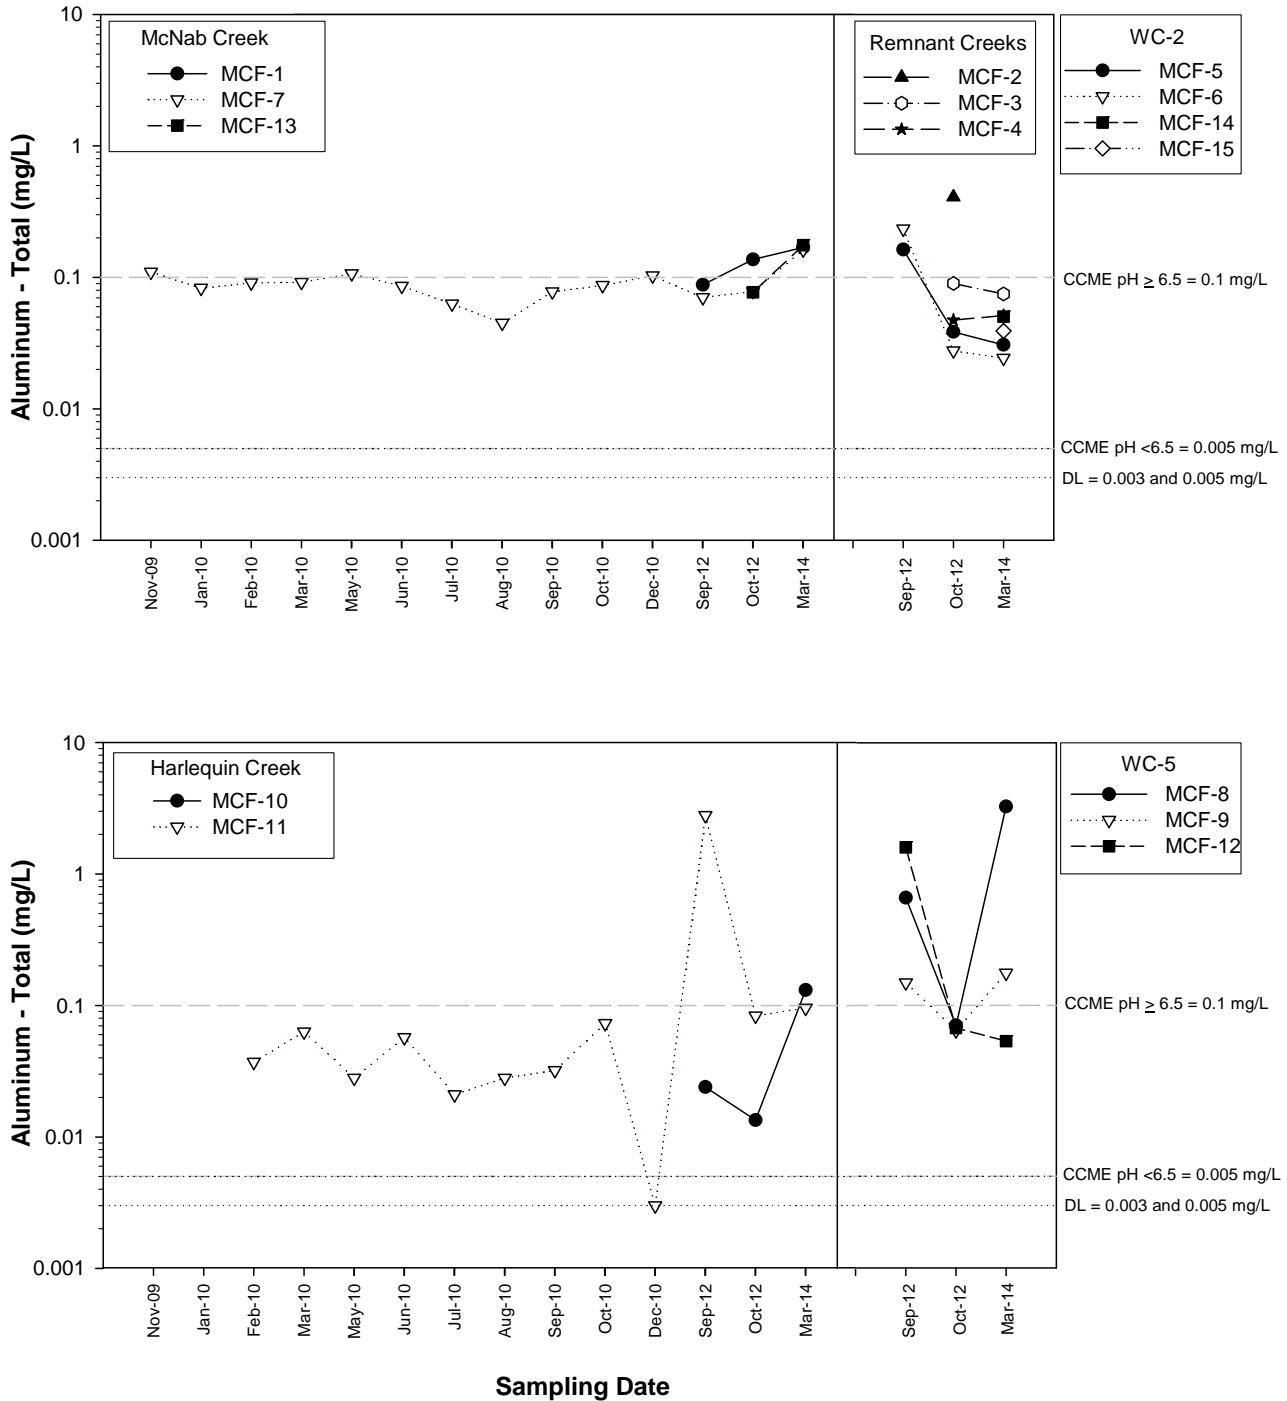 10
1
0.1
0.01
0.001
Aluminum - Total (mg/L)
McNab Creek
MCF-1
MCF-7
MCF-13
Remnant Creeks
MCF-2
MCF-3
MCF-4
WC-2
MCF-5
MCF-6
MCF-14
MCF-15
CCME pH ≥ 6.5 = 0.1 mg/L
CCME pH <6.5 = 0.005 mg/L
DL = 0.003 and 0.005 mg/L
Nov-09
Jan-10
Feb-10
Mar-10
May-10
Jun-10
Jul-10
Aug-10
Sep-10
Oct-10
Dec-10
Sep-12
Oct-12
Mar-14
Sep-12
Oct-12
Mar-14
10
1
0.1
0.01
0.001
Aluminum - Total (mg/L)
Harlequin Creek
MCF-10
MCF-11
WC-5
MCF-8
MCF-9
MCF-12
CCME pH ≥ 6.5 = 0.1 mg/L
CCME pH <6.5 = 0.005 mg/L
DL = 0.003 and 0.005 mg/L
Nov-09
Jan-10
Feb-10
Mar-10
May-10
Jun-10
Jul-10
Aug-10
Sep-10
Oct-10
Dec-10
Sep-12
Oct-12
Mar-14
Sep-12
Oct-12
Mar-14
Sampling Date